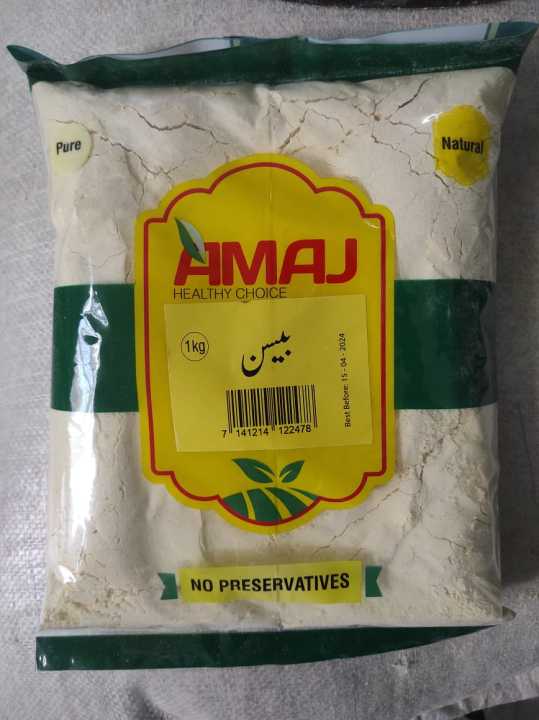 Pure
Natural
AMAJ
HEALTHY CHOICE
1kg
بیسن
Best Before: 15 - 04 - 2024
7 141214 122478
NO PRESERVATIVES